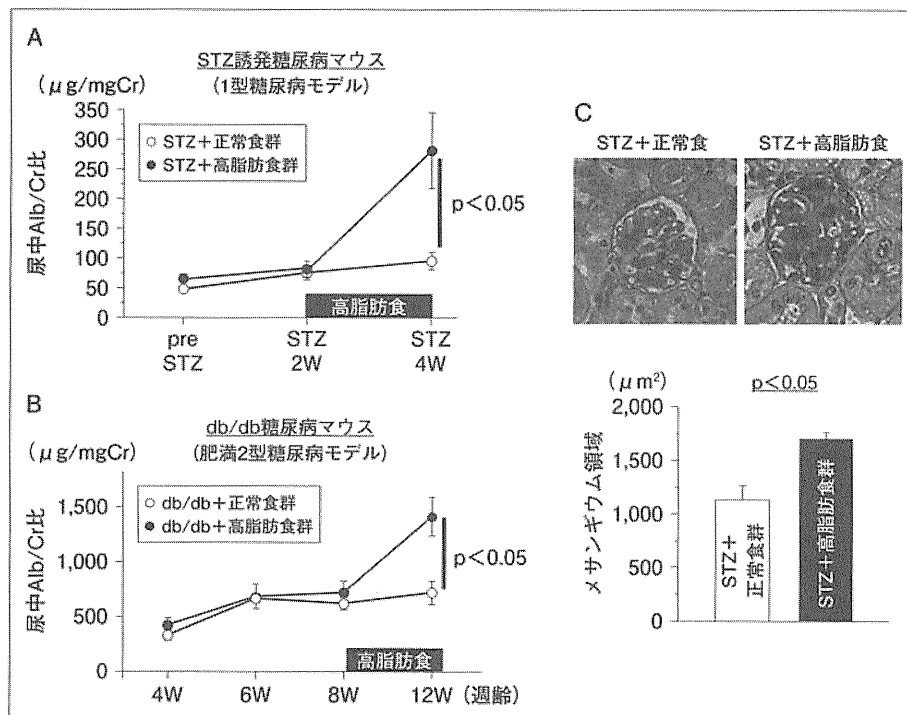 A
STZ誘発糖尿病マウス
(1型糖尿病モデル)
(μg/mgCr)
尿中Alb/Cr比
350
300
250
200
150
100
50
0
STZ+正常食群
STZ+高脂肪食群
p<0.05
高脂肪食
pre
STZ
STZ
2W
STZ
4W
B
db/db糖尿病マウス
(肥満2型糖尿病モデル)
(μg/mgCr)
尿中Alb/Cr比
1,500
1,000
500
0
db/db+正常食群
db/db+高脂肪食群
p<0.05
高脂肪食
4W 6W 8W 12W (週齢)
C
STZ+正常食 STZ+高脂肪食
(μm²)
p<0.05
メサンギウム領域
2,000
1,500
1,000
500
0
STZ+
正常食群
STZ+高脂肪食群